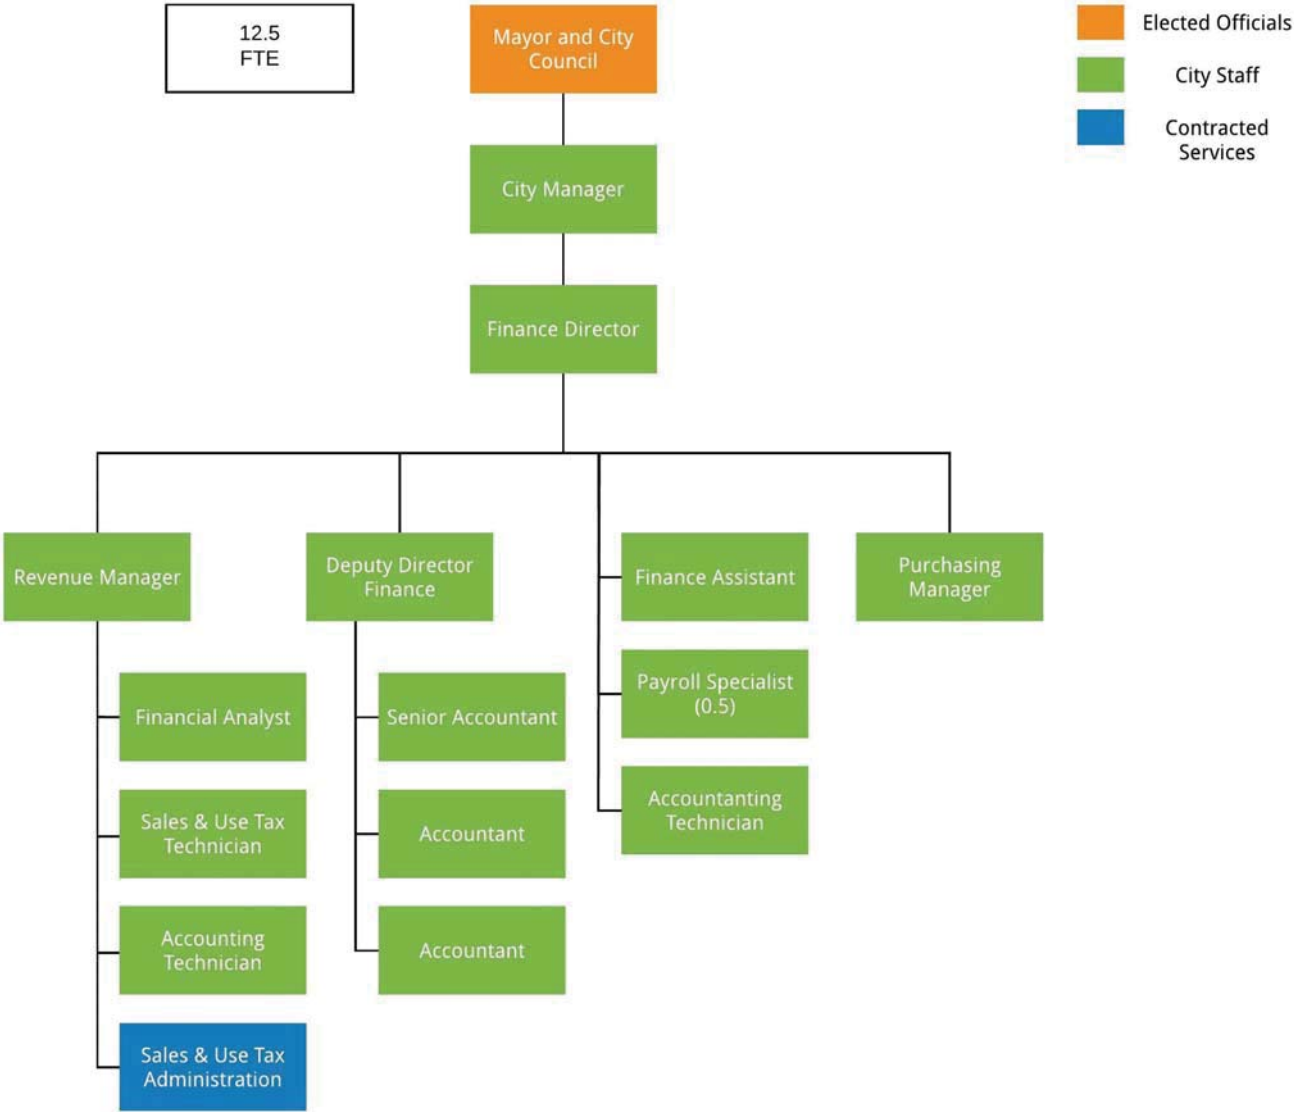 12.5
FTE
Mayor and City
Council
Elected Officials
City Staff
Contracted
Services
City Manager
Finance Director
Revenue Manager
Deputy Director
Finance
Finance Assistant
Purchasing
Manager
Payroll Specialist
(0.5)
Financial Analyst
Senior Accountant
Accountanting
Technician
Sales & Use Tax
Technician
Accountant
Accounting
Technician
Accountant
Sales & Use Tax
Administration